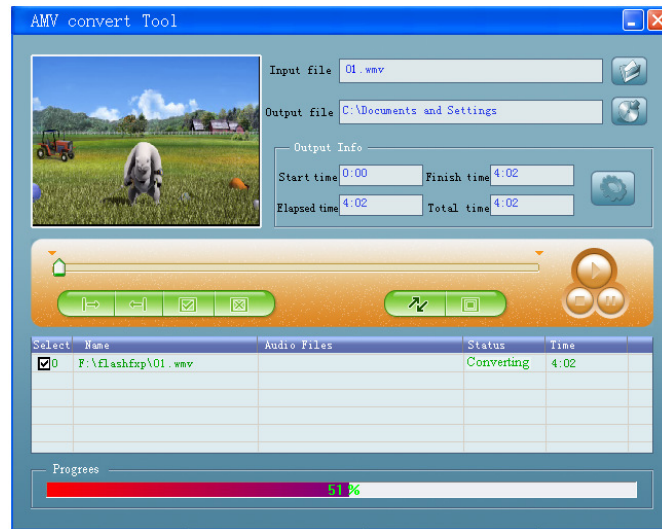 AMV convert Tool
Input file 01.wmv
Output file C:\Documents and Settings
Output Info
Start time 0:00 Finish time 4:02
Elapsed time 4:02 Total time 4:02
Select Name Audio Files Status Time
0 F:\flashfxp\01.wmv Converting 4:02
Progrees
51 %